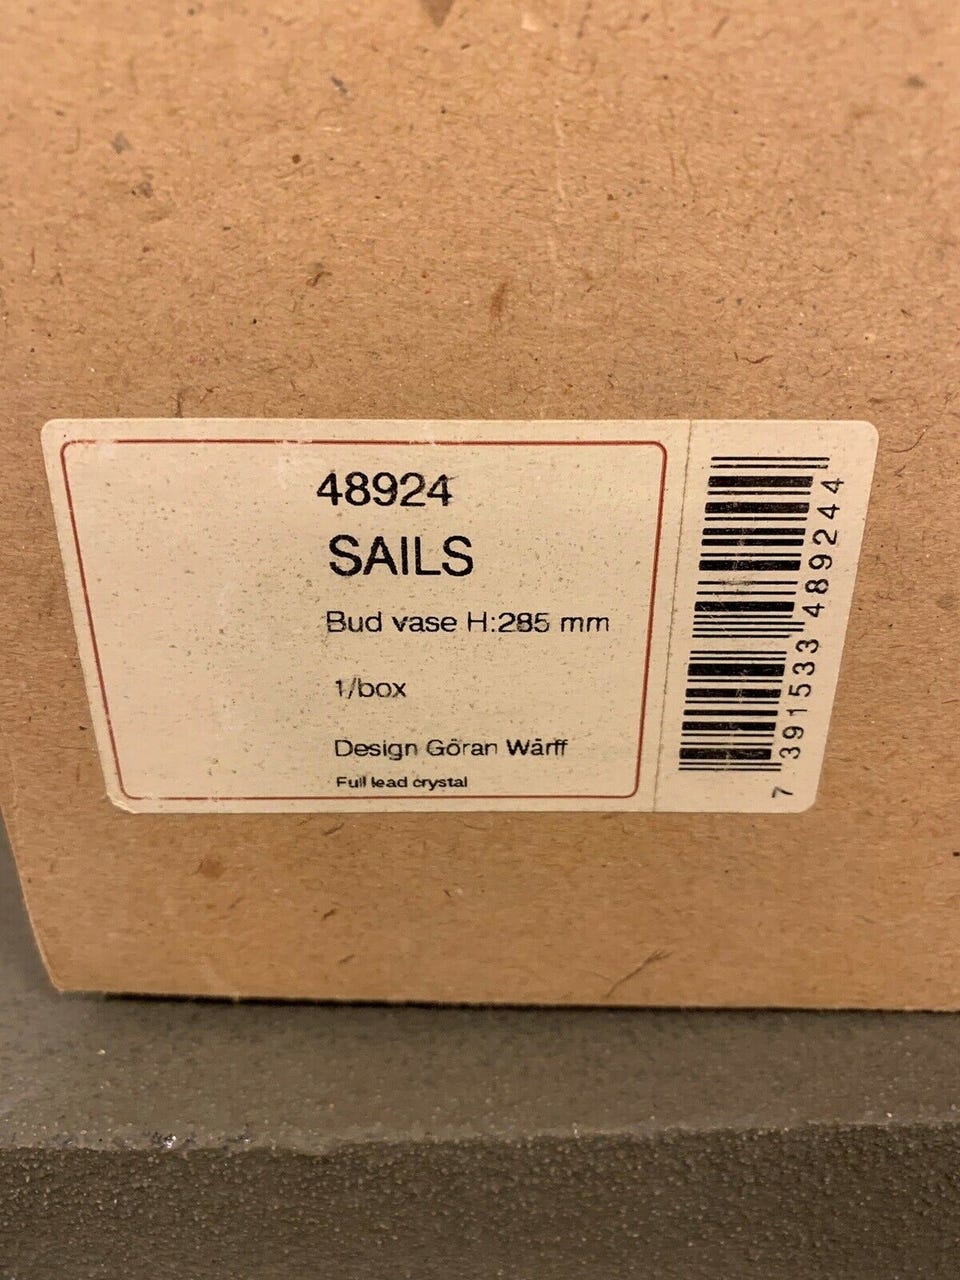 48924
SAILS
Bud vase H:285 mm
1/box
Design Göran Wärff
Full lead crystal
7 391533 489244